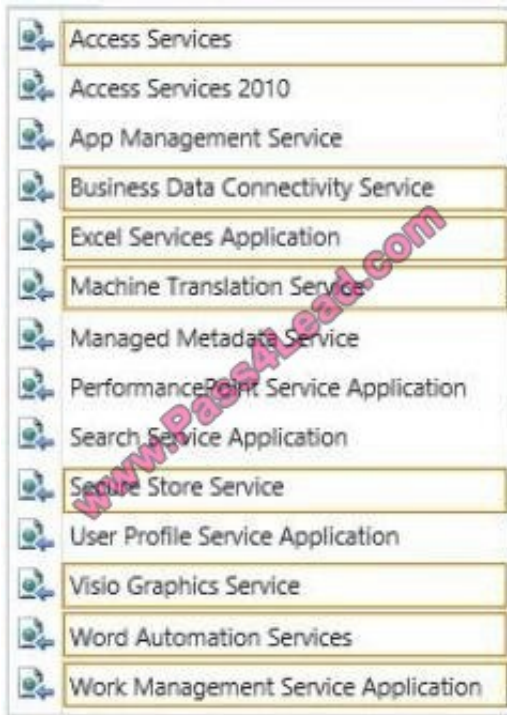 Access Services
Access Services 2010
App Management Service
Business Data Connectivity Service
Excel Services Application
Machine Translation Service
Managed Metadata Service
PerformancePoint Service Application
Search Service Application
Secure Store Service
User Profile Service Application
Visio Graphics Service
Word Automation Services
Work Management Service Application
www.Pass4Lead.com